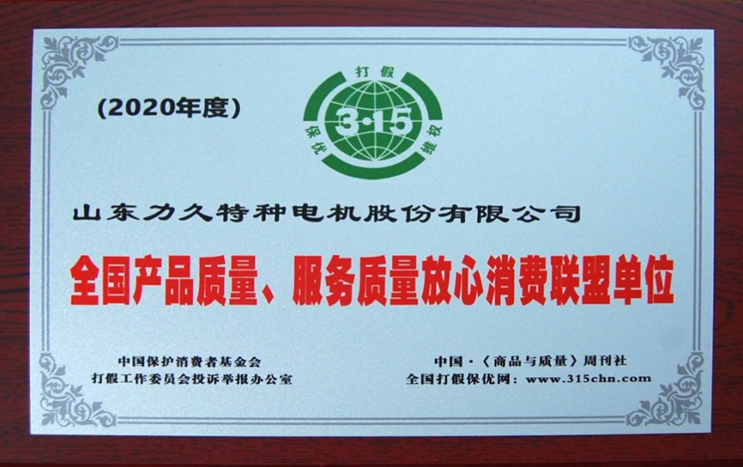 (2020年度)
打假
3·15
保优
维权
山东力久特种电机股份有限公司
全国产品质量、服务质量放心消费联盟单位
中国保护消费者基金会
打假工作委员会投诉举报办公室
中国·《商品与质量》周刊社
全国打假保优网：www.315chn.com